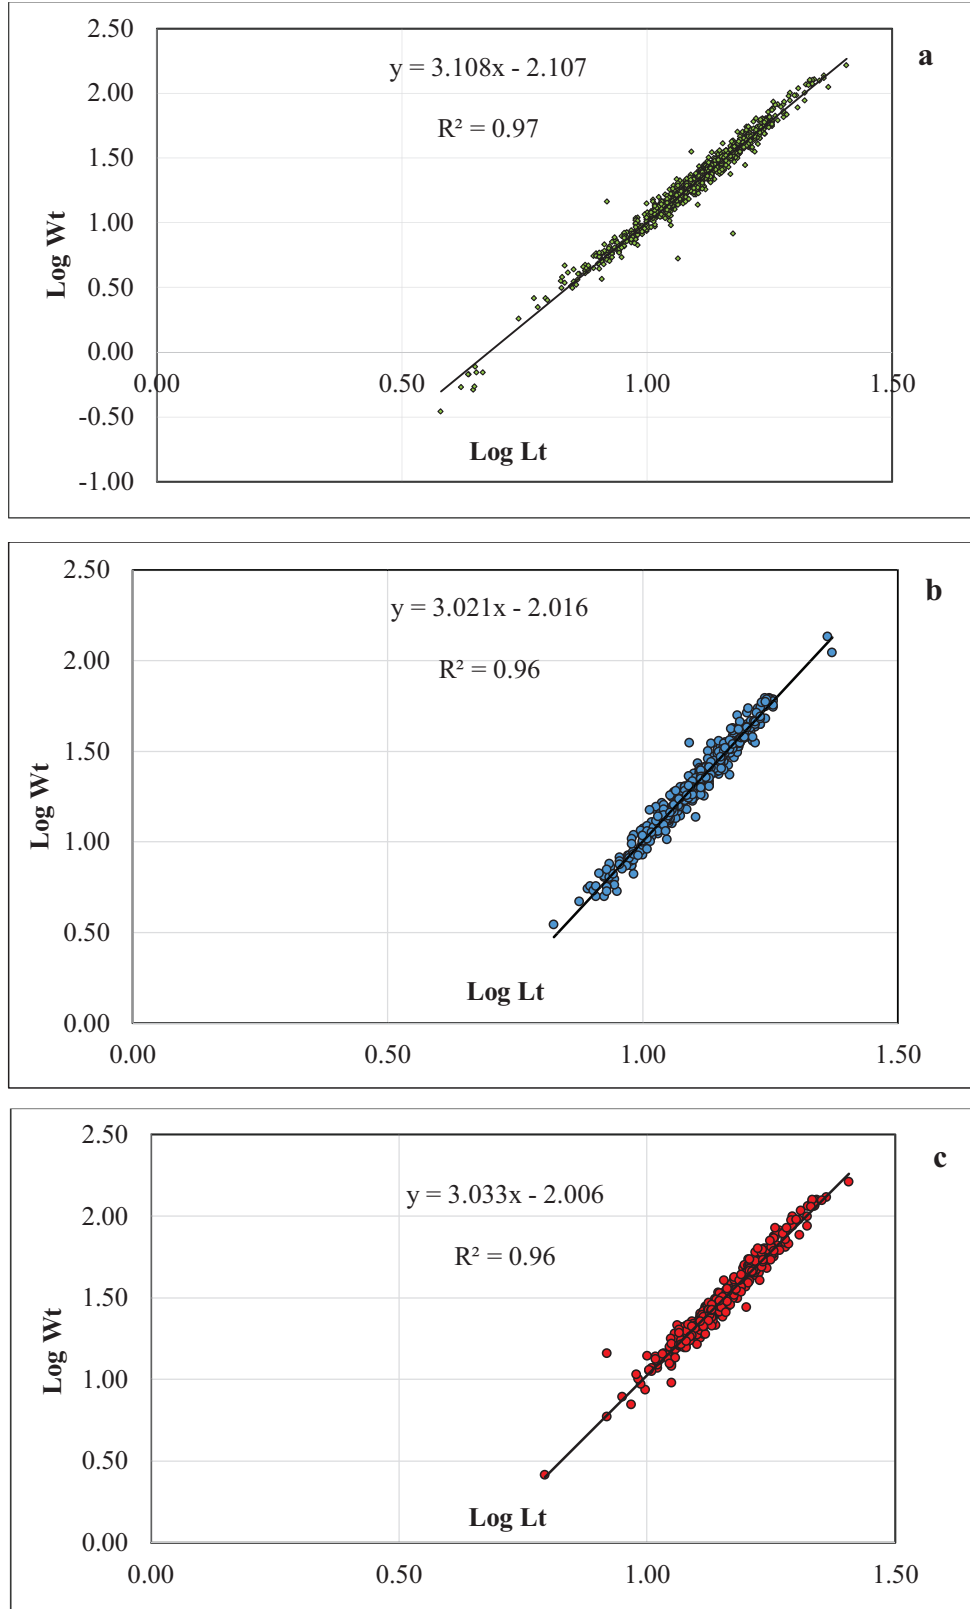 2.50
a
y = 3.108x - 2.107
2.00
R² = 0.97
1.50
1.00
Log Wt
0.50
0.00
0.00 0.50 1.00 1.50
-0.50
Log Lt
-1.00
2.50
b
y = 3.021x - 2.016
2.00
R² = 0.96
1.50
Log Wt
1.00
0.50
Log Lt
0.00
0.00 0.50 1.00 1.50
2.50
c
y = 3.033x - 2.006
2.00
R² = 0.96
1.50
Log Wt
1.00
0.50
Log Lt
0.00
0.00 0.50 1.00 1.50